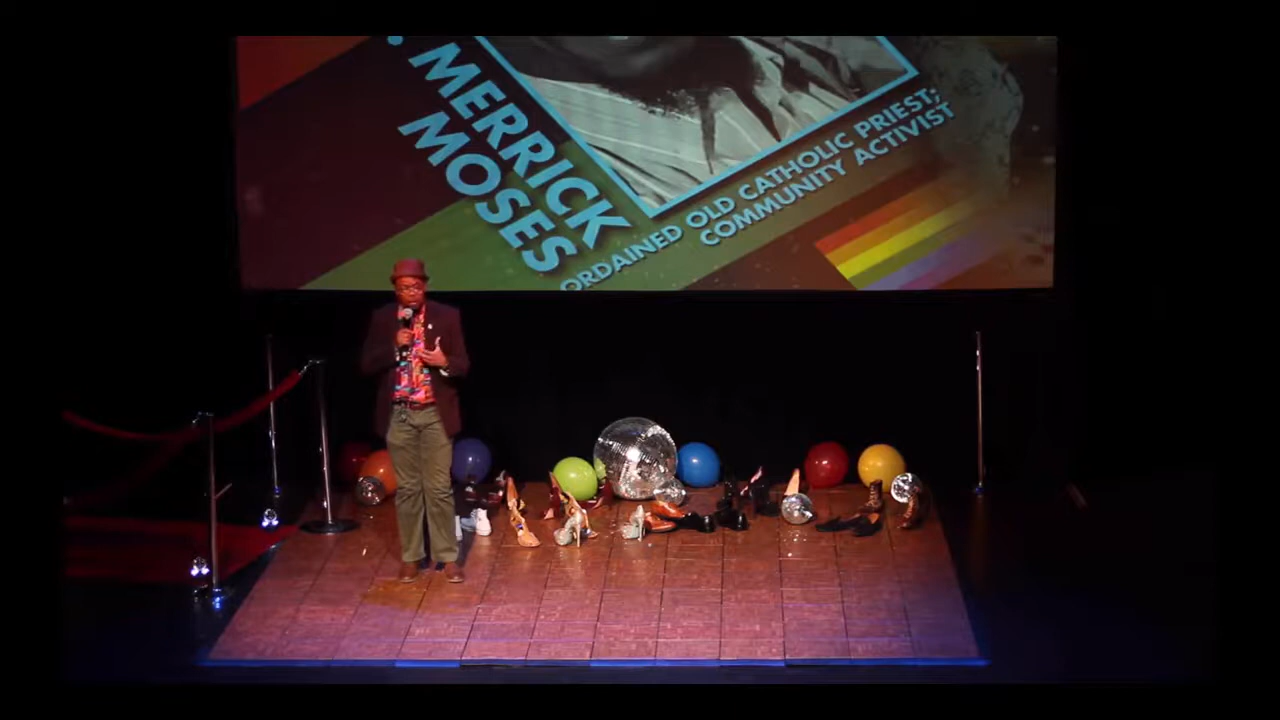 MERRICK
MOSES
ORDAINED OLD CATHOLIC PRIEST;
COMMUNITY ACTIVIST